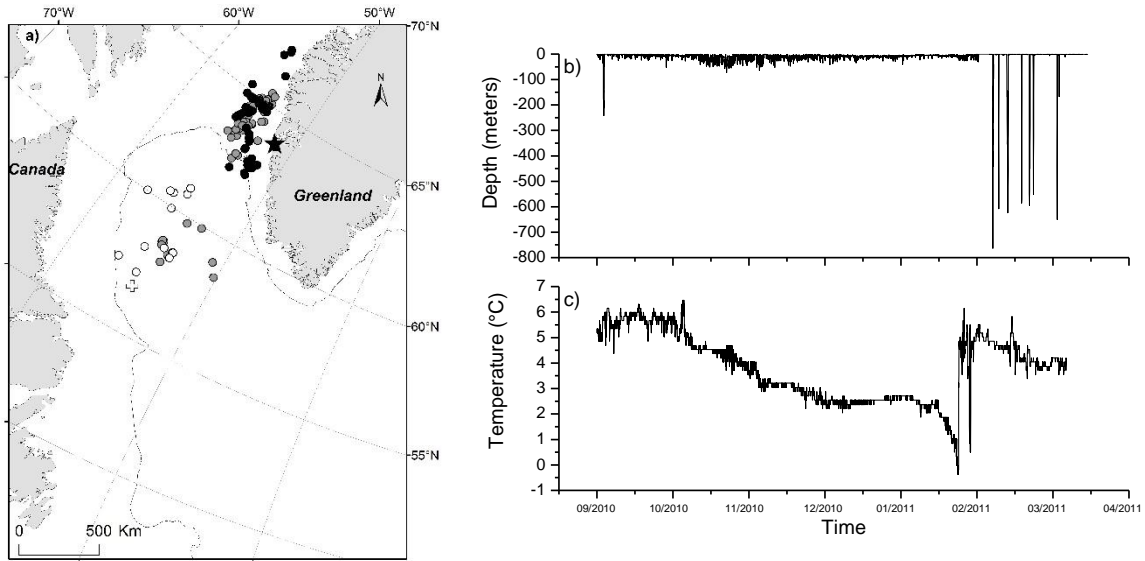 70°W
60°W
50°W
a)
70°N
N
Canada
65°N
Greenland
60°N
55°N
0
500 Km
b)
Depth (meters)
0
-100
-200
-300
-400
-500
-600
-700
-800
c)
Temperature (°C)
7
6
5
4
3
2
1
0
-1
09/2010
10/2010
11/2010
12/2010
01/2011
02/2011
03/2011
04/2011
Time